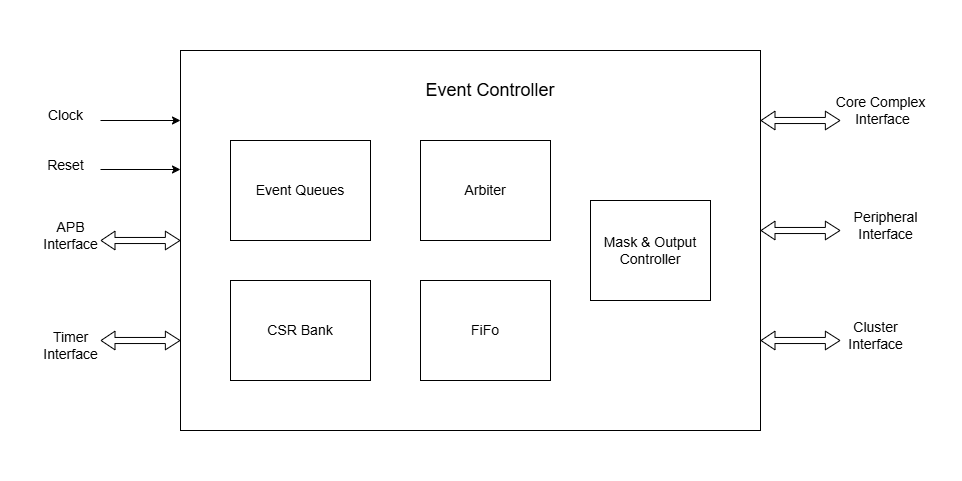 Event Controller
Clock
Reset
APB
Interface
Timer
Interface
Event Queues
Arbiter
CSR Bank
FiFo
Mask & Output
Controller
Core Complex
Interface
Peripheral
Interface
Cluster
Interface